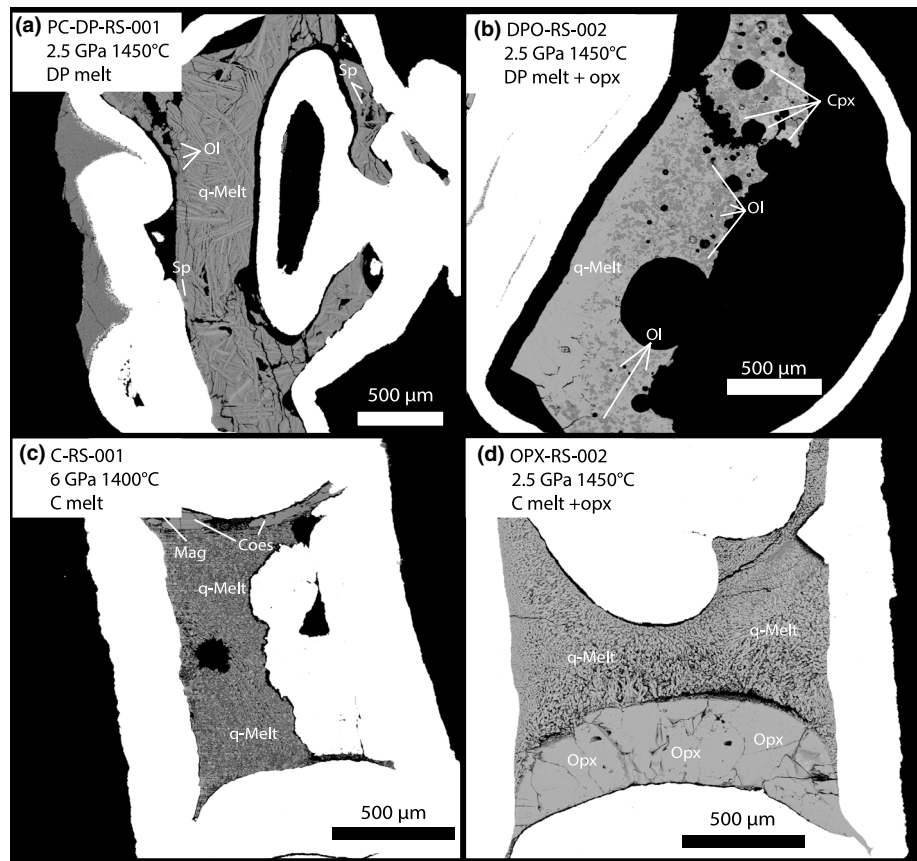 (a) PC-DP-RS-001
2.5 GPa 1450°C
DP melt
Sp
Ol
q-Melt
Sp
500 µm
(b) DPO-RS-002
2.5 GPa 1450°C
DP melt + opx
Cpx
Ol
q-Melt
Ol
500 µm
(c) C-RS-001
6 GPa 1400°C
C melt
Mag
Coes
q-Melt
q-Melt
500 µm
(d) OPX-RS-002
2.5 GPa 1450°C
C melt +opx
q-Melt
q-Melt
Opx
Opx
Opx
500 µm